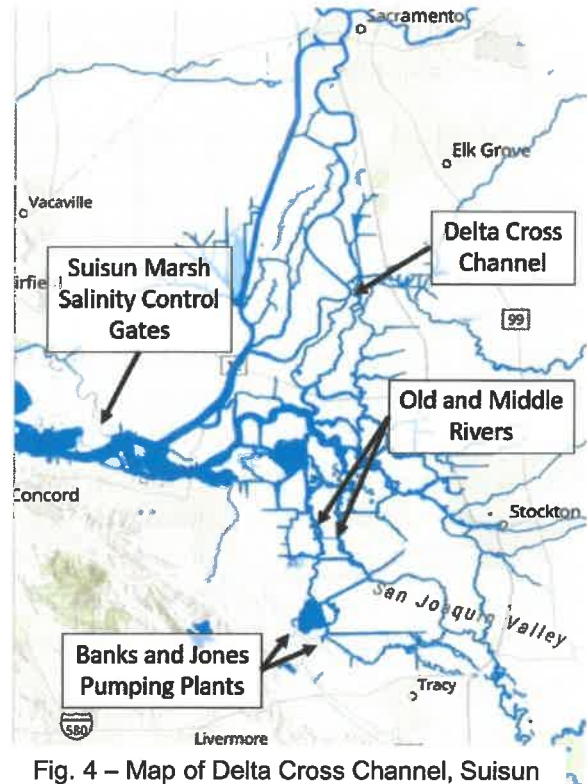 Sacramento
Elk Grove
Vacaville
Delta Cross
Channel
Suisun Marsh
Salinity Control
Gates
irfield
99
Old and Middle
Rivers
Concord
Stockton
San Joaquin Valley
Banks and Jones
Pumping Plants
Tracy
580
Livermore
Fig. 4 – Map of Delta Cross Channel, Suisun